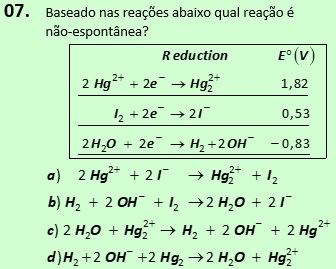 07. Baseado nas reações abaixo qual reação é
não-espontânea?
Reduction E°(V)
2 Hg²⁺ + 2e⁻ → Hg₂²⁺ 1,82
I₂ + 2e⁻ → 2I⁻ 0,53
2H₂O + 2e⁻ → H₂ + 2OH⁻ −0,83
a) 2 Hg²⁺ + 2 I⁻ → Hg₂²⁺ + I₂
b) H₂ + 2 OH⁻ + I₂ → 2 H₂O + 2 I⁻
c) 2 H₂O + Hg₂²⁺ → H₂ + 2 OH⁻ + 2 Hg²⁺
d) H₂ + 2 OH⁻ + 2 Hg₂ → 2 H₂O + Hg₂²⁺